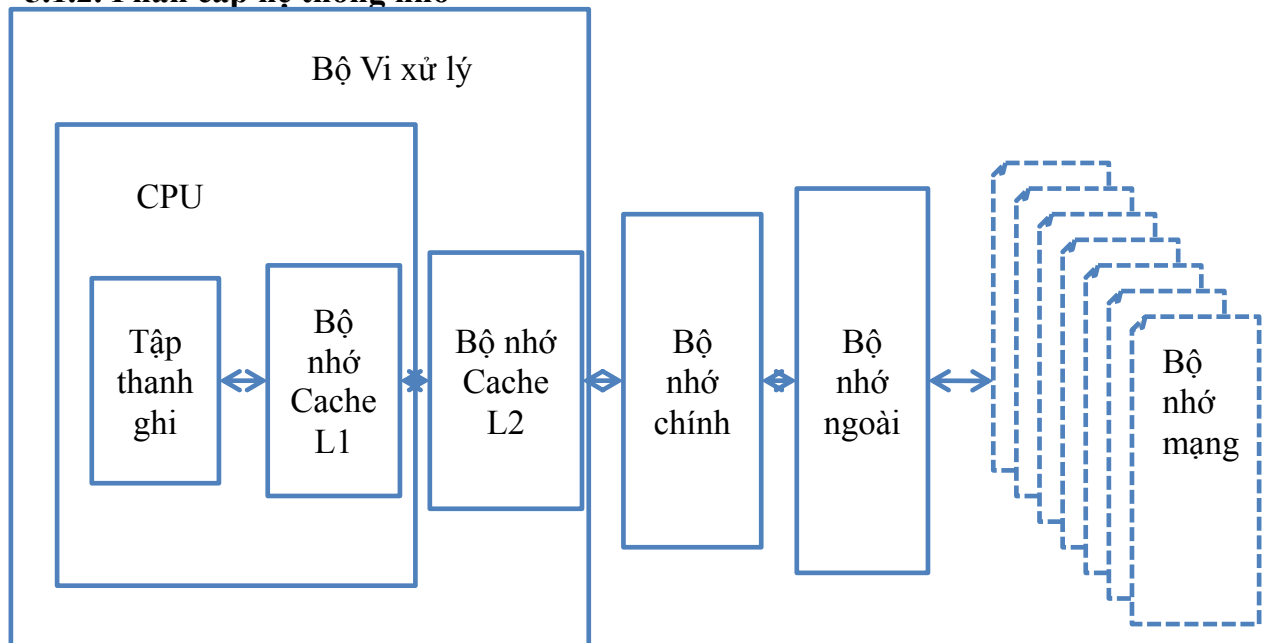 Bộ Vi xử lý
CPU
Tập
thanh
ghi
Bộ
nhớ
Cache
L1
Bộ nhớ
Cache
L2
Bộ
nhớ
chính
Bộ
nhớ
ngoài
Bộ
nhớ
mạng